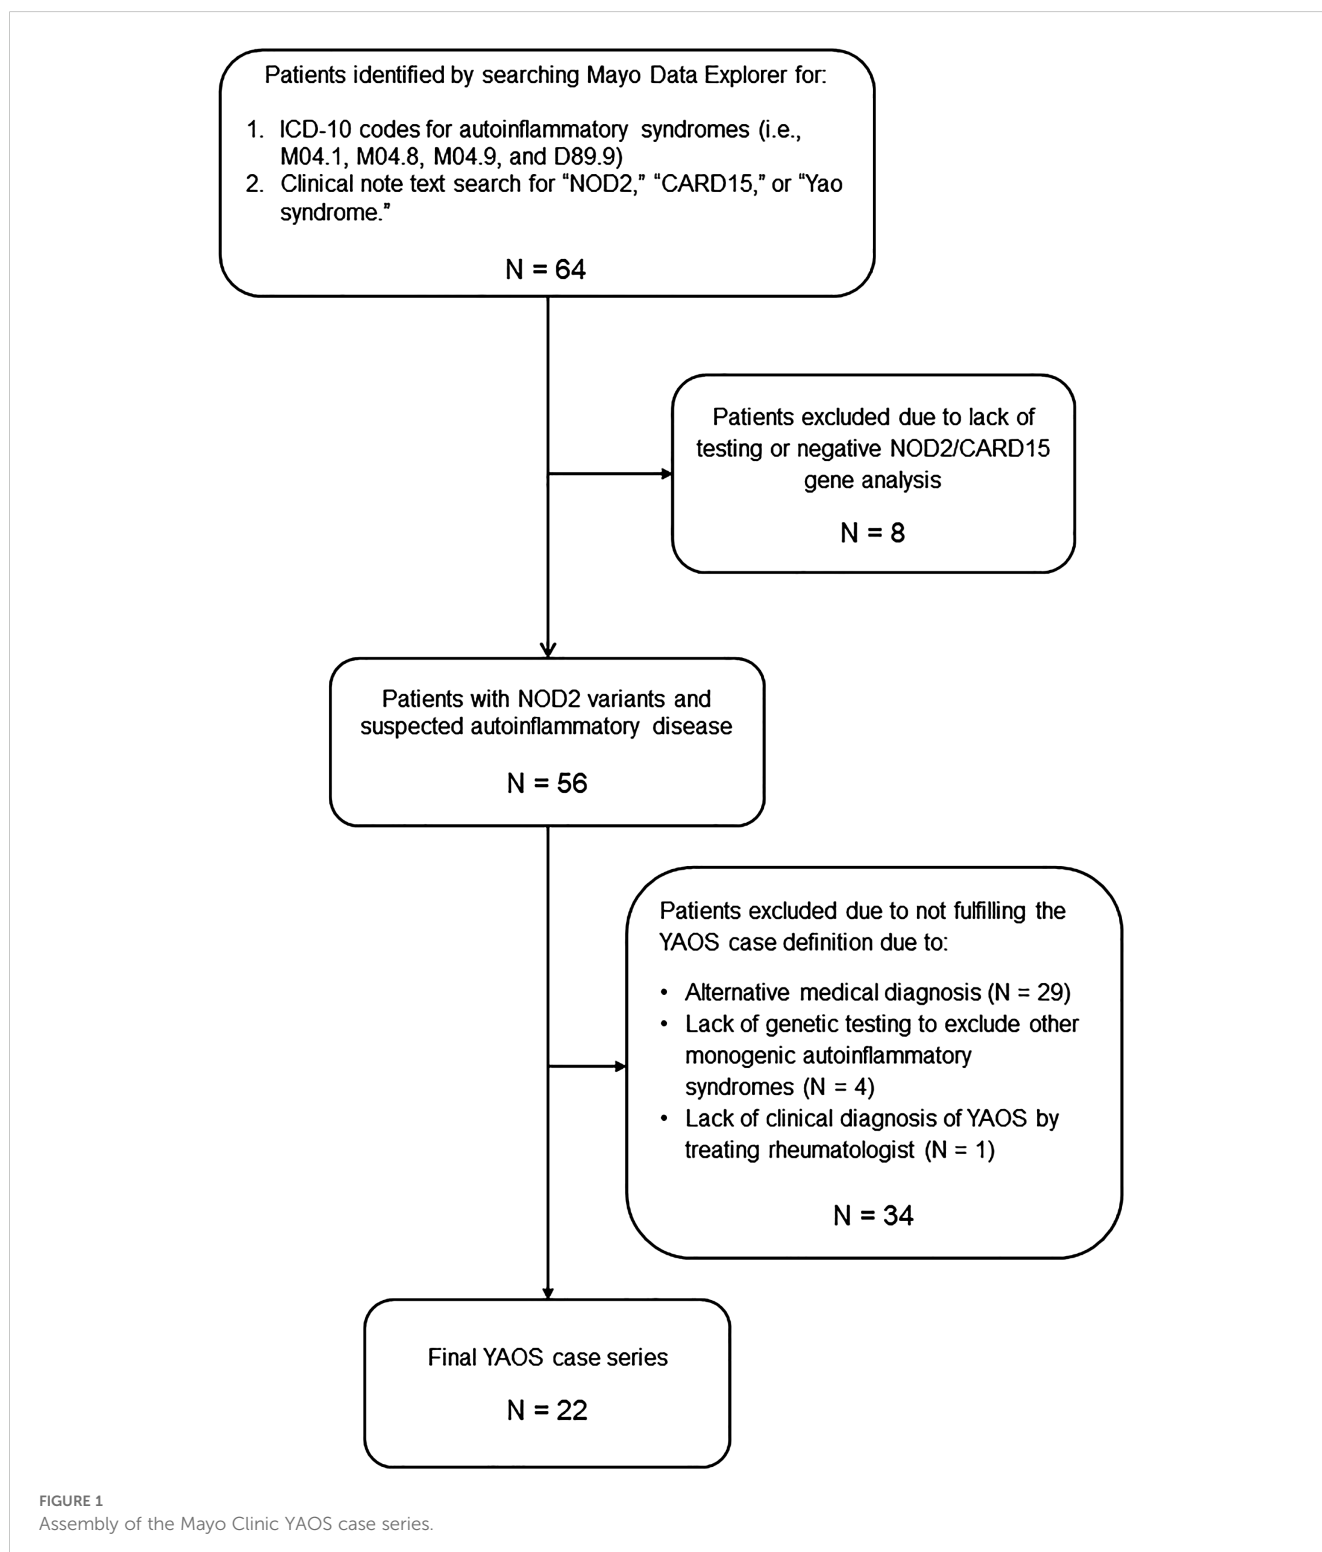 Patients identified by searching Mayo Data Explorer for:
1. ICD-10 codes for autoinflammatory syndromes (i.e.,
M04.1, M04.8, M04.9, and D89.9)
2. Clinical note text search for “NOD2,” “CARD15,” or “Yao
syndrome.”
N = 64
Patients excluded due to lack of
testing or negative NOD2/CARD15
gene analysis
N = 8
Patients with NOD2 variants and
suspected autoinflammatory disease
N = 56
Patients excluded due to not fulfilling the
YAOS case definition due to:
• Alternative medical diagnosis (N = 29)
• Lack of genetic testing to exclude other
monogenic autoinflammatory
syndromes (N = 4)
• Lack of clinical diagnosis of YAOS by
treating rheumatologist (N = 1)
N = 34
Final YAOS case series
N = 22
FIGURE 1
Assembly of the Mayo Clinic YAOS case series.